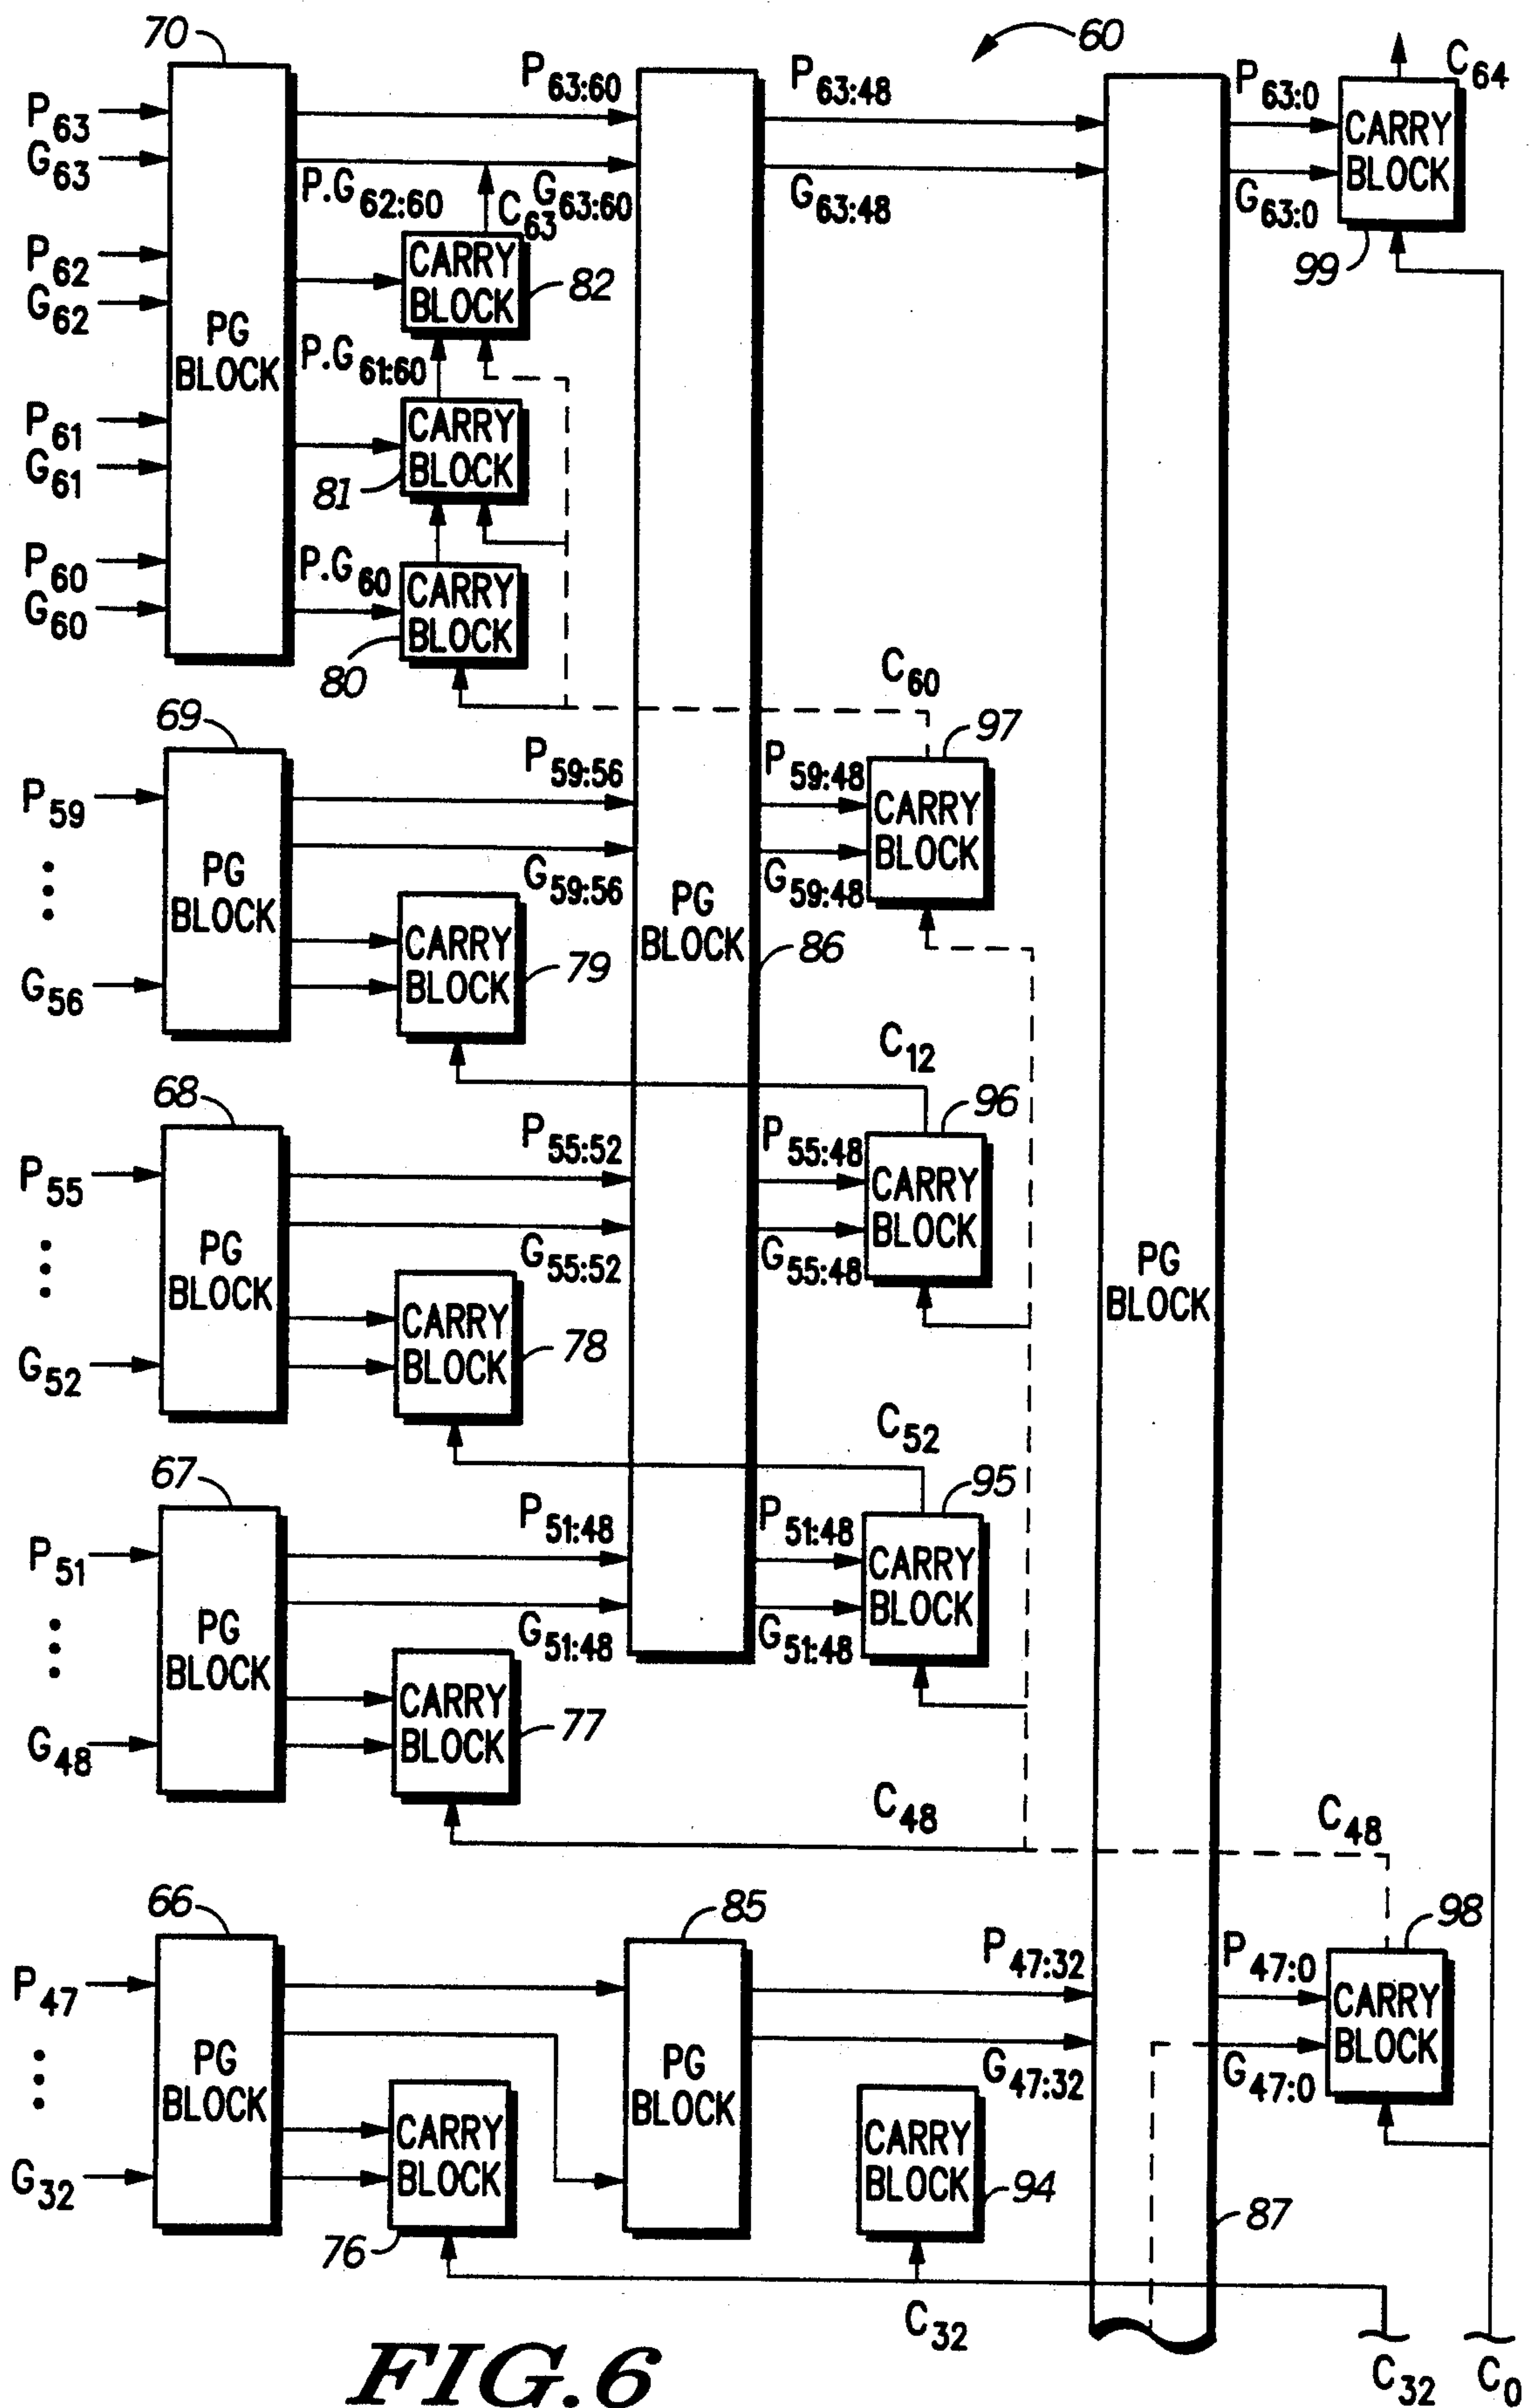 70
60
P63:60
P63:48
P63:0
C64
P63
G63
CARRY
BLOCK
P.G62:60
C63
G63:60
G63:48
G63:0
99
P62
G62
CARRY
BLOCK
82
PG
BLOCK
P.G61:60
P61
G61
CARRY
BLOCK
81
P60
G60
P.G60
CARRY
BLOCK
80
C60
69
97
P59
P59:56
P59:48
CARRY
BLOCK
G59:56
G59:48
PG
BLOCK
PG
BLOCK
86
G56
CARRY
BLOCK
79
C12
68
96
P55
P55:52
P55:48
CARRY
BLOCK
G55:52
G55:48
PG
BLOCK
PG
BLOCK
G52
CARRY
BLOCK
78
C52
67
95
P51
P51:48
P51:48
CARRY
BLOCK
G51:48
G51:48
PG
BLOCK
G48
CARRY
BLOCK
77
C48
C48
66
85
98
P47
P47:32
P47:0
CARRY
BLOCK
PG
BLOCK
PG
BLOCK
G47:32
G47:0
G32
CARRY
BLOCK
76
CARRY
BLOCK
94
87
C32
C32
C0
FIG.6